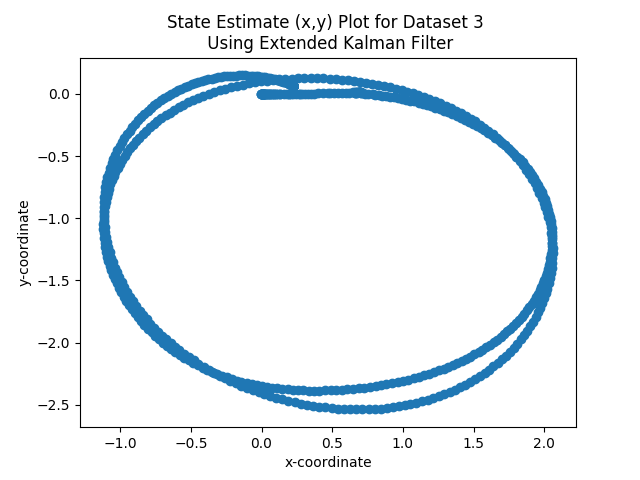 State Estimate (x,y) Plot for Dataset 3
Using Extended Kalman Filter
0.0
−0.5
−1.0
−1.5
−2.0
−2.5
y-coordinate
−1.0 −0.5 0.0 0.5 1.0 1.5 2.0
x-coordinate